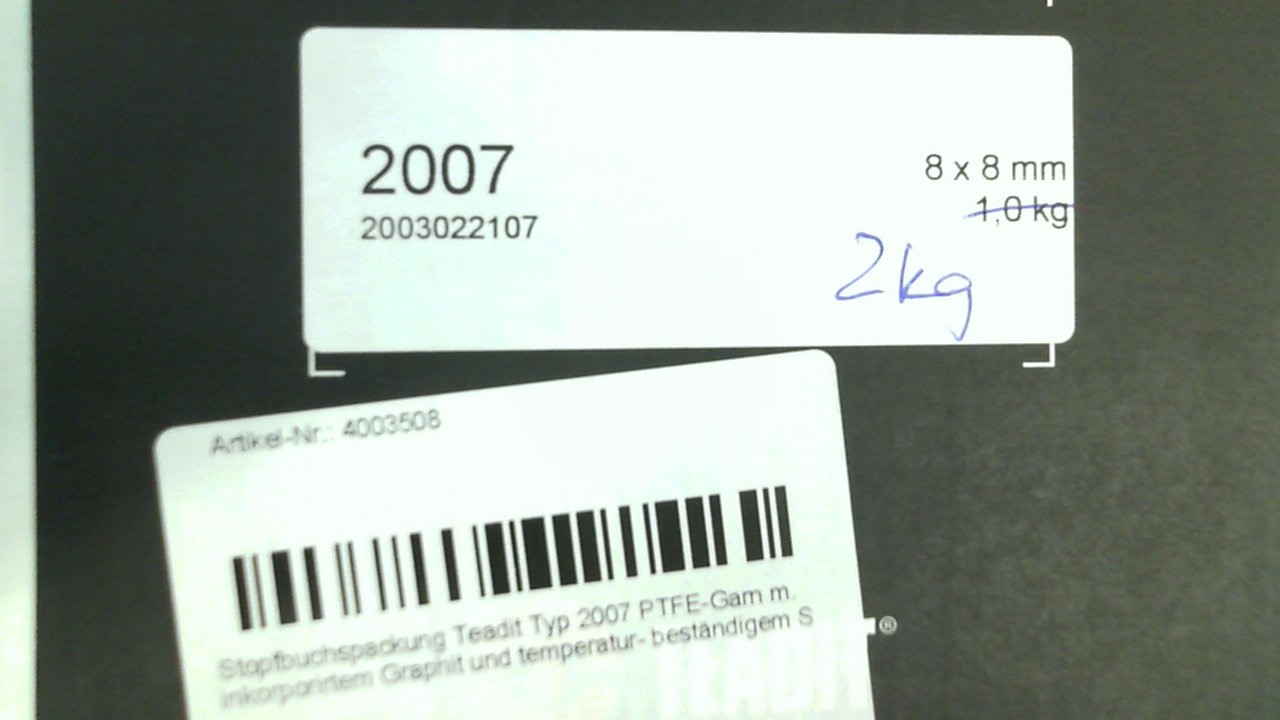 2007
2003022107
8 x 8 mm
1,0 kg
2kg
Artikel-Nr.: 4003508
Stopfbuchspackung Teadit Typ 2007 PTFE-Garn m.
inkorporirtem Graphit und temperatur- beständigem S
®